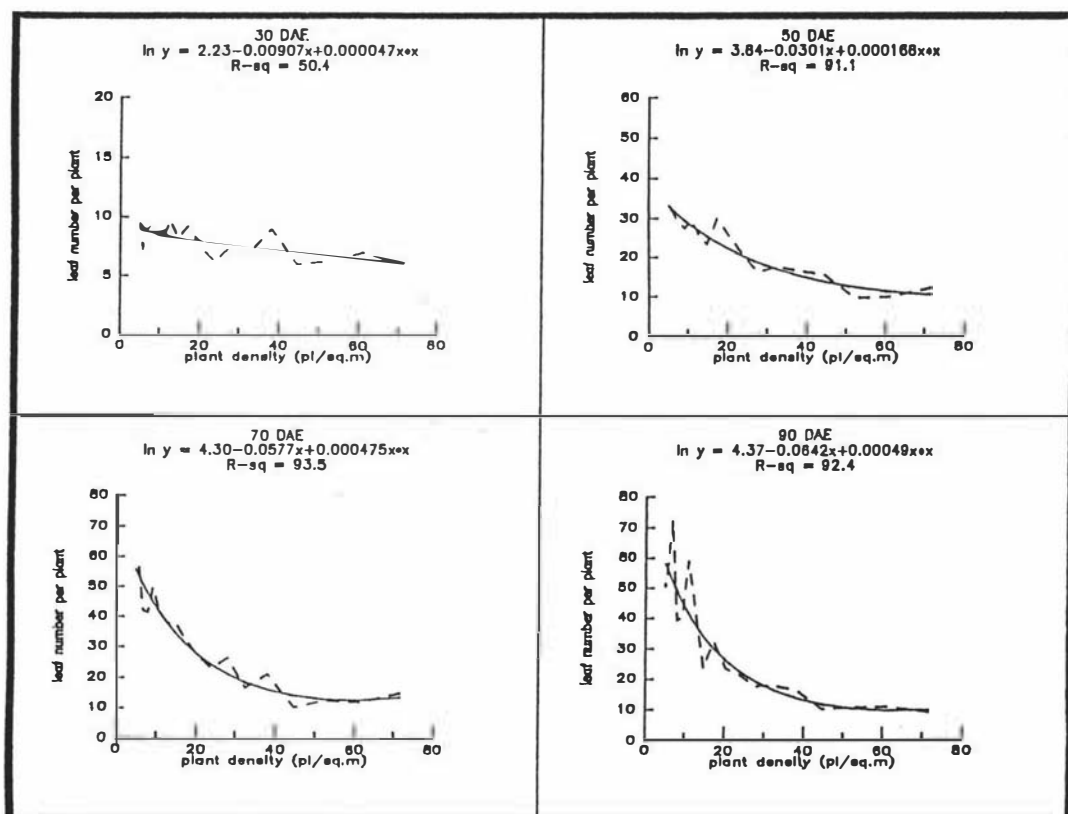 30 DAE
ln y = 2.23-0.00907x+0.000047x*x
R-sq = 50.4
20
15
10
5
0
leaf number per plant
0 20 40 60 80
plant density (pl/sq.m)
50 DAE
ln y = 3.64-0.0301x+0.000168x*x
R-sq = 91.1
60
50
40
30
20
10
0
leaf number per plant
0 20 40 60 80
plant density (pl/sq.m)
70 DAE
ln y = 4.30-0.0577x+0.000475x*x
R-sq = 93.5
80
70
60
50
40
30
20
10
0
leaf number per plant
0 20 40 60 80
plant density (pl/sq.m)
90 DAE
ln y = 4.37-0.0642x+0.00049x*x
R-sq = 92.4
80
70
60
50
40
30
20
10
0
leaf number per plant
0 20 40 60 80
plant density (pl/sq.m)